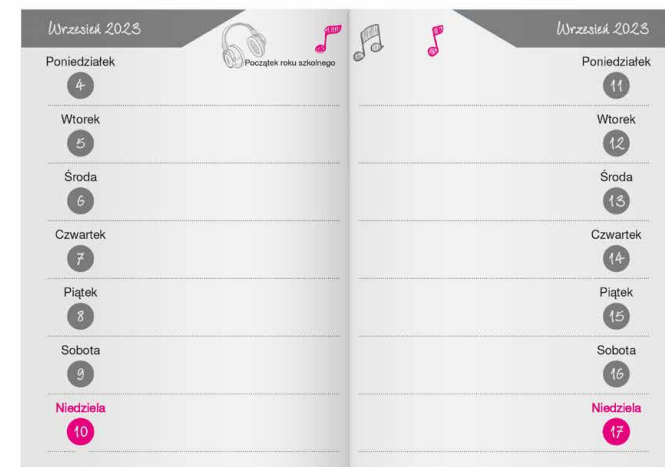 Wrzesień 2023
Początek roku szkolnego
Poniedziałek
4
Wtorek
5
Środa
6
Czwartek
7
Piątek
8
Sobota
9
Niedziela
10
Wrzesień 2023
Poniedziałek
11
Wtorek
12
Środa
13
Czwartek
14
Piątek
15
Sobota
16
Niedziela
17